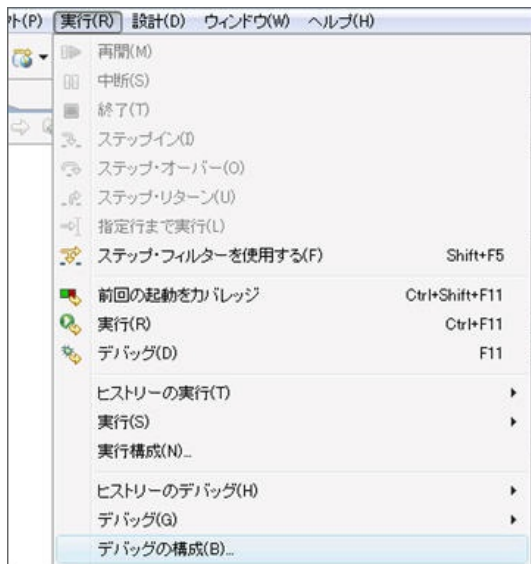 ト(P) 実行(R) 設計(D) ウィンドウ(W) ヘルプ(H)
再開(M)
中断(S)
終了(T)
ステップイン(I)
ステップ・オーバー(O)
ステップ・リターン(U)
指定行まで実行(L)
ステップ・フィルターを使用する(F) Shift+F5
前回の起動をカバレッジ Ctrl+Shift+F11
実行(R) Ctrl+F11
デバッグ(D) F11
ヒストリーの実行(T)
実行(S)
実行構成(N)...
ヒストリーのデバッグ(H)
デバッグ(G)
デバッグの構成(B)...